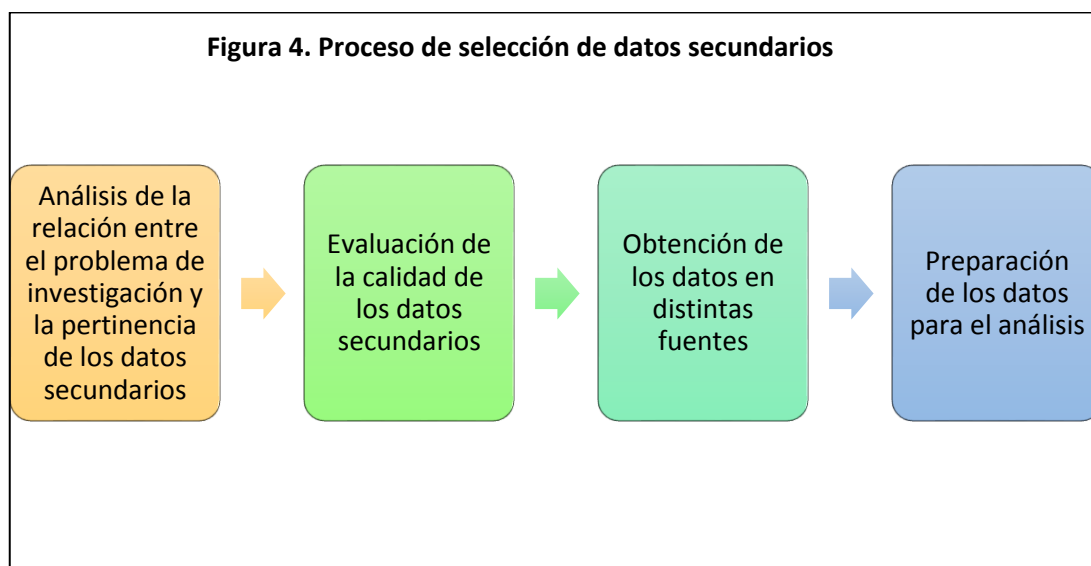 Figura 4. Proceso de selección de datos secundarios
Análisis de la
relación entre
el problema de
investigación y
la pertinencia
de los datos
secundarios
Evaluación de
la calidad de
los datos
secundarios
Obtención de
los datos en
distintas
fuentes
Preparación
de los datos
para el análisis